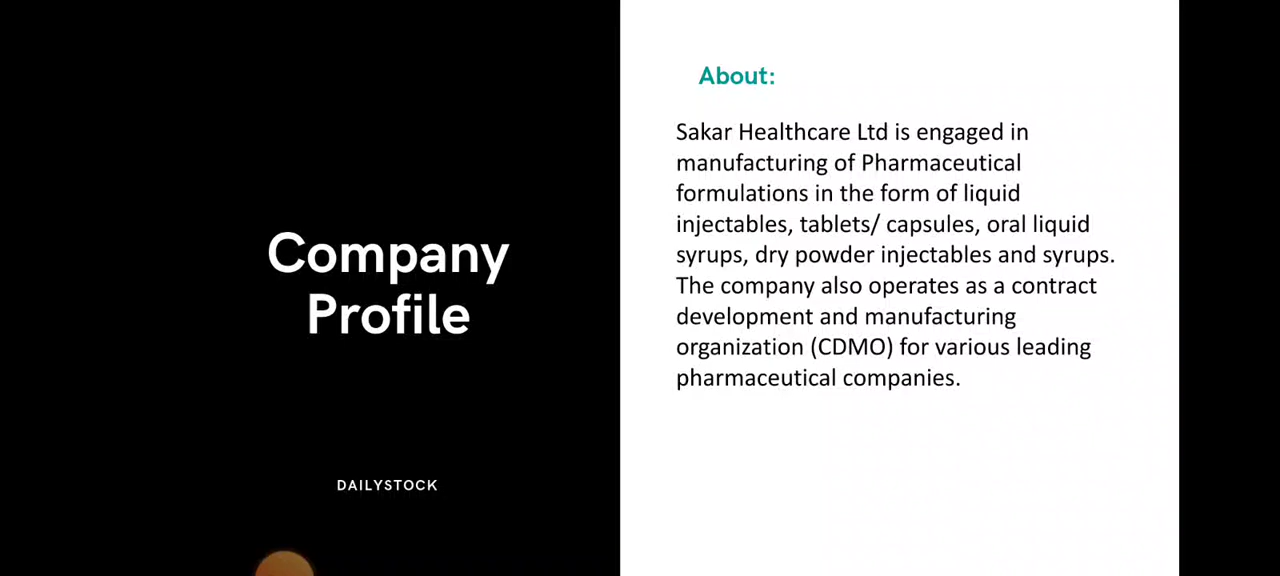 Company
Profile
DAILYSTOCK
About:
Sakar Healthcare Ltd is engaged in
manufacturing of Pharmaceutical
formulations in the form of liquid
injectables, tablets/ capsules, oral liquid
syrups, dry powder injectables and syrups.
The company also operates as a contract
development and manufacturing
organization (CDMO) for various leading
pharmaceutical companies.